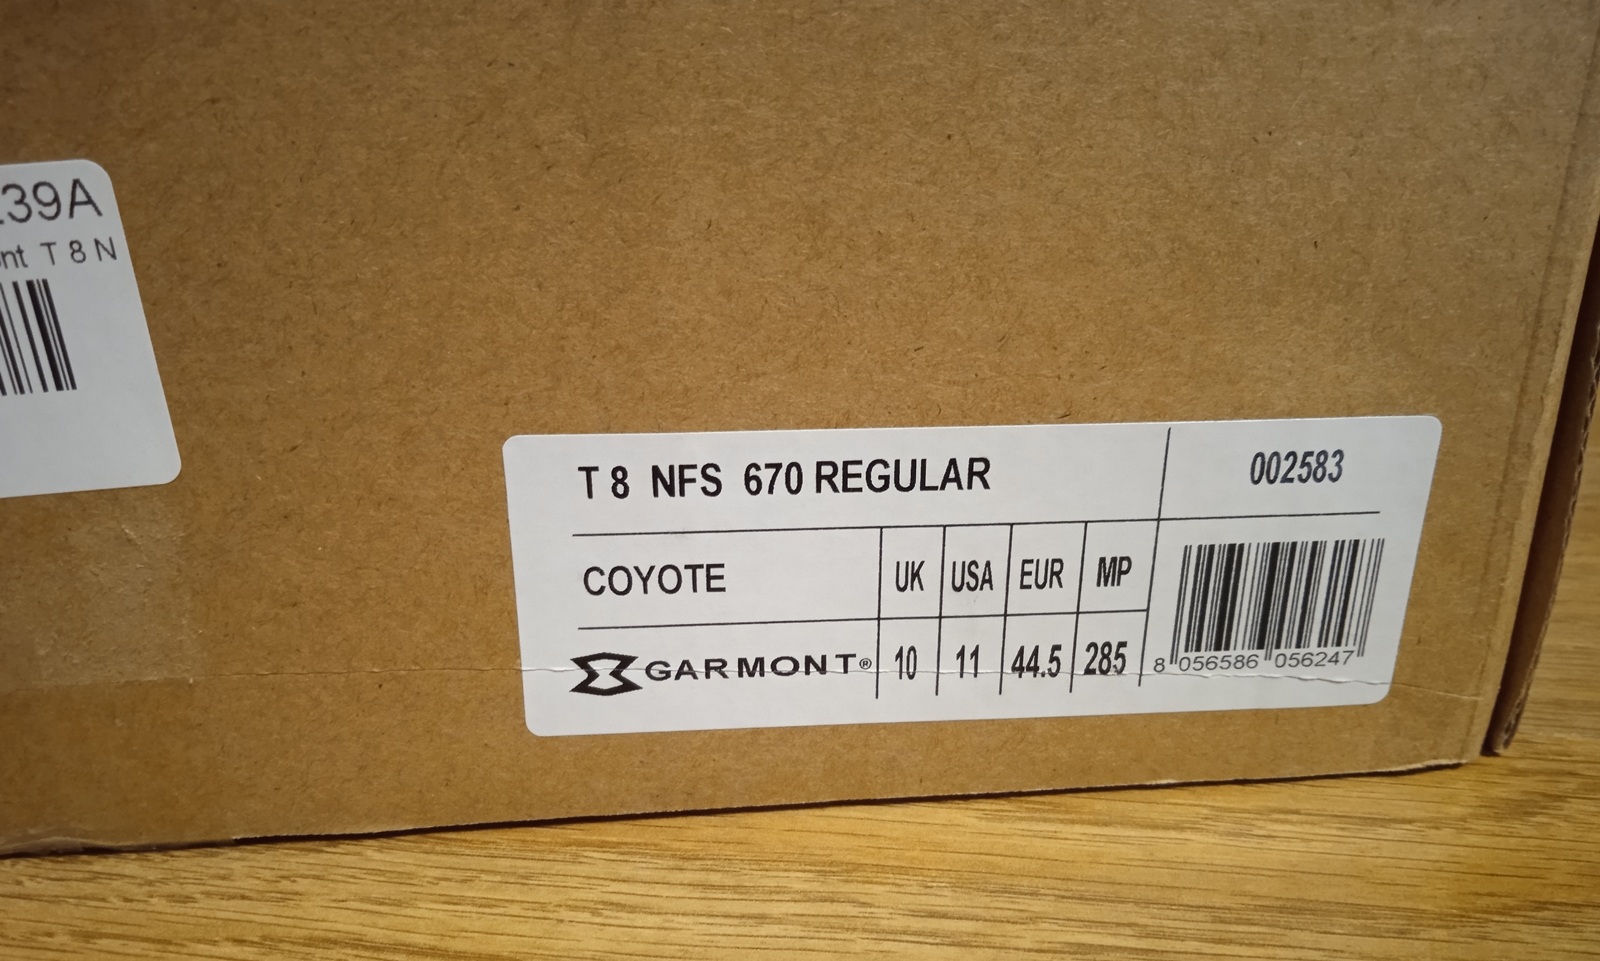 39A
nt T 8 N
T 8 NFS 670 REGULAR
002583
COYOTE UK USA EUR MP
GARMONT® 10 11 44.5 285
8 056586 056247